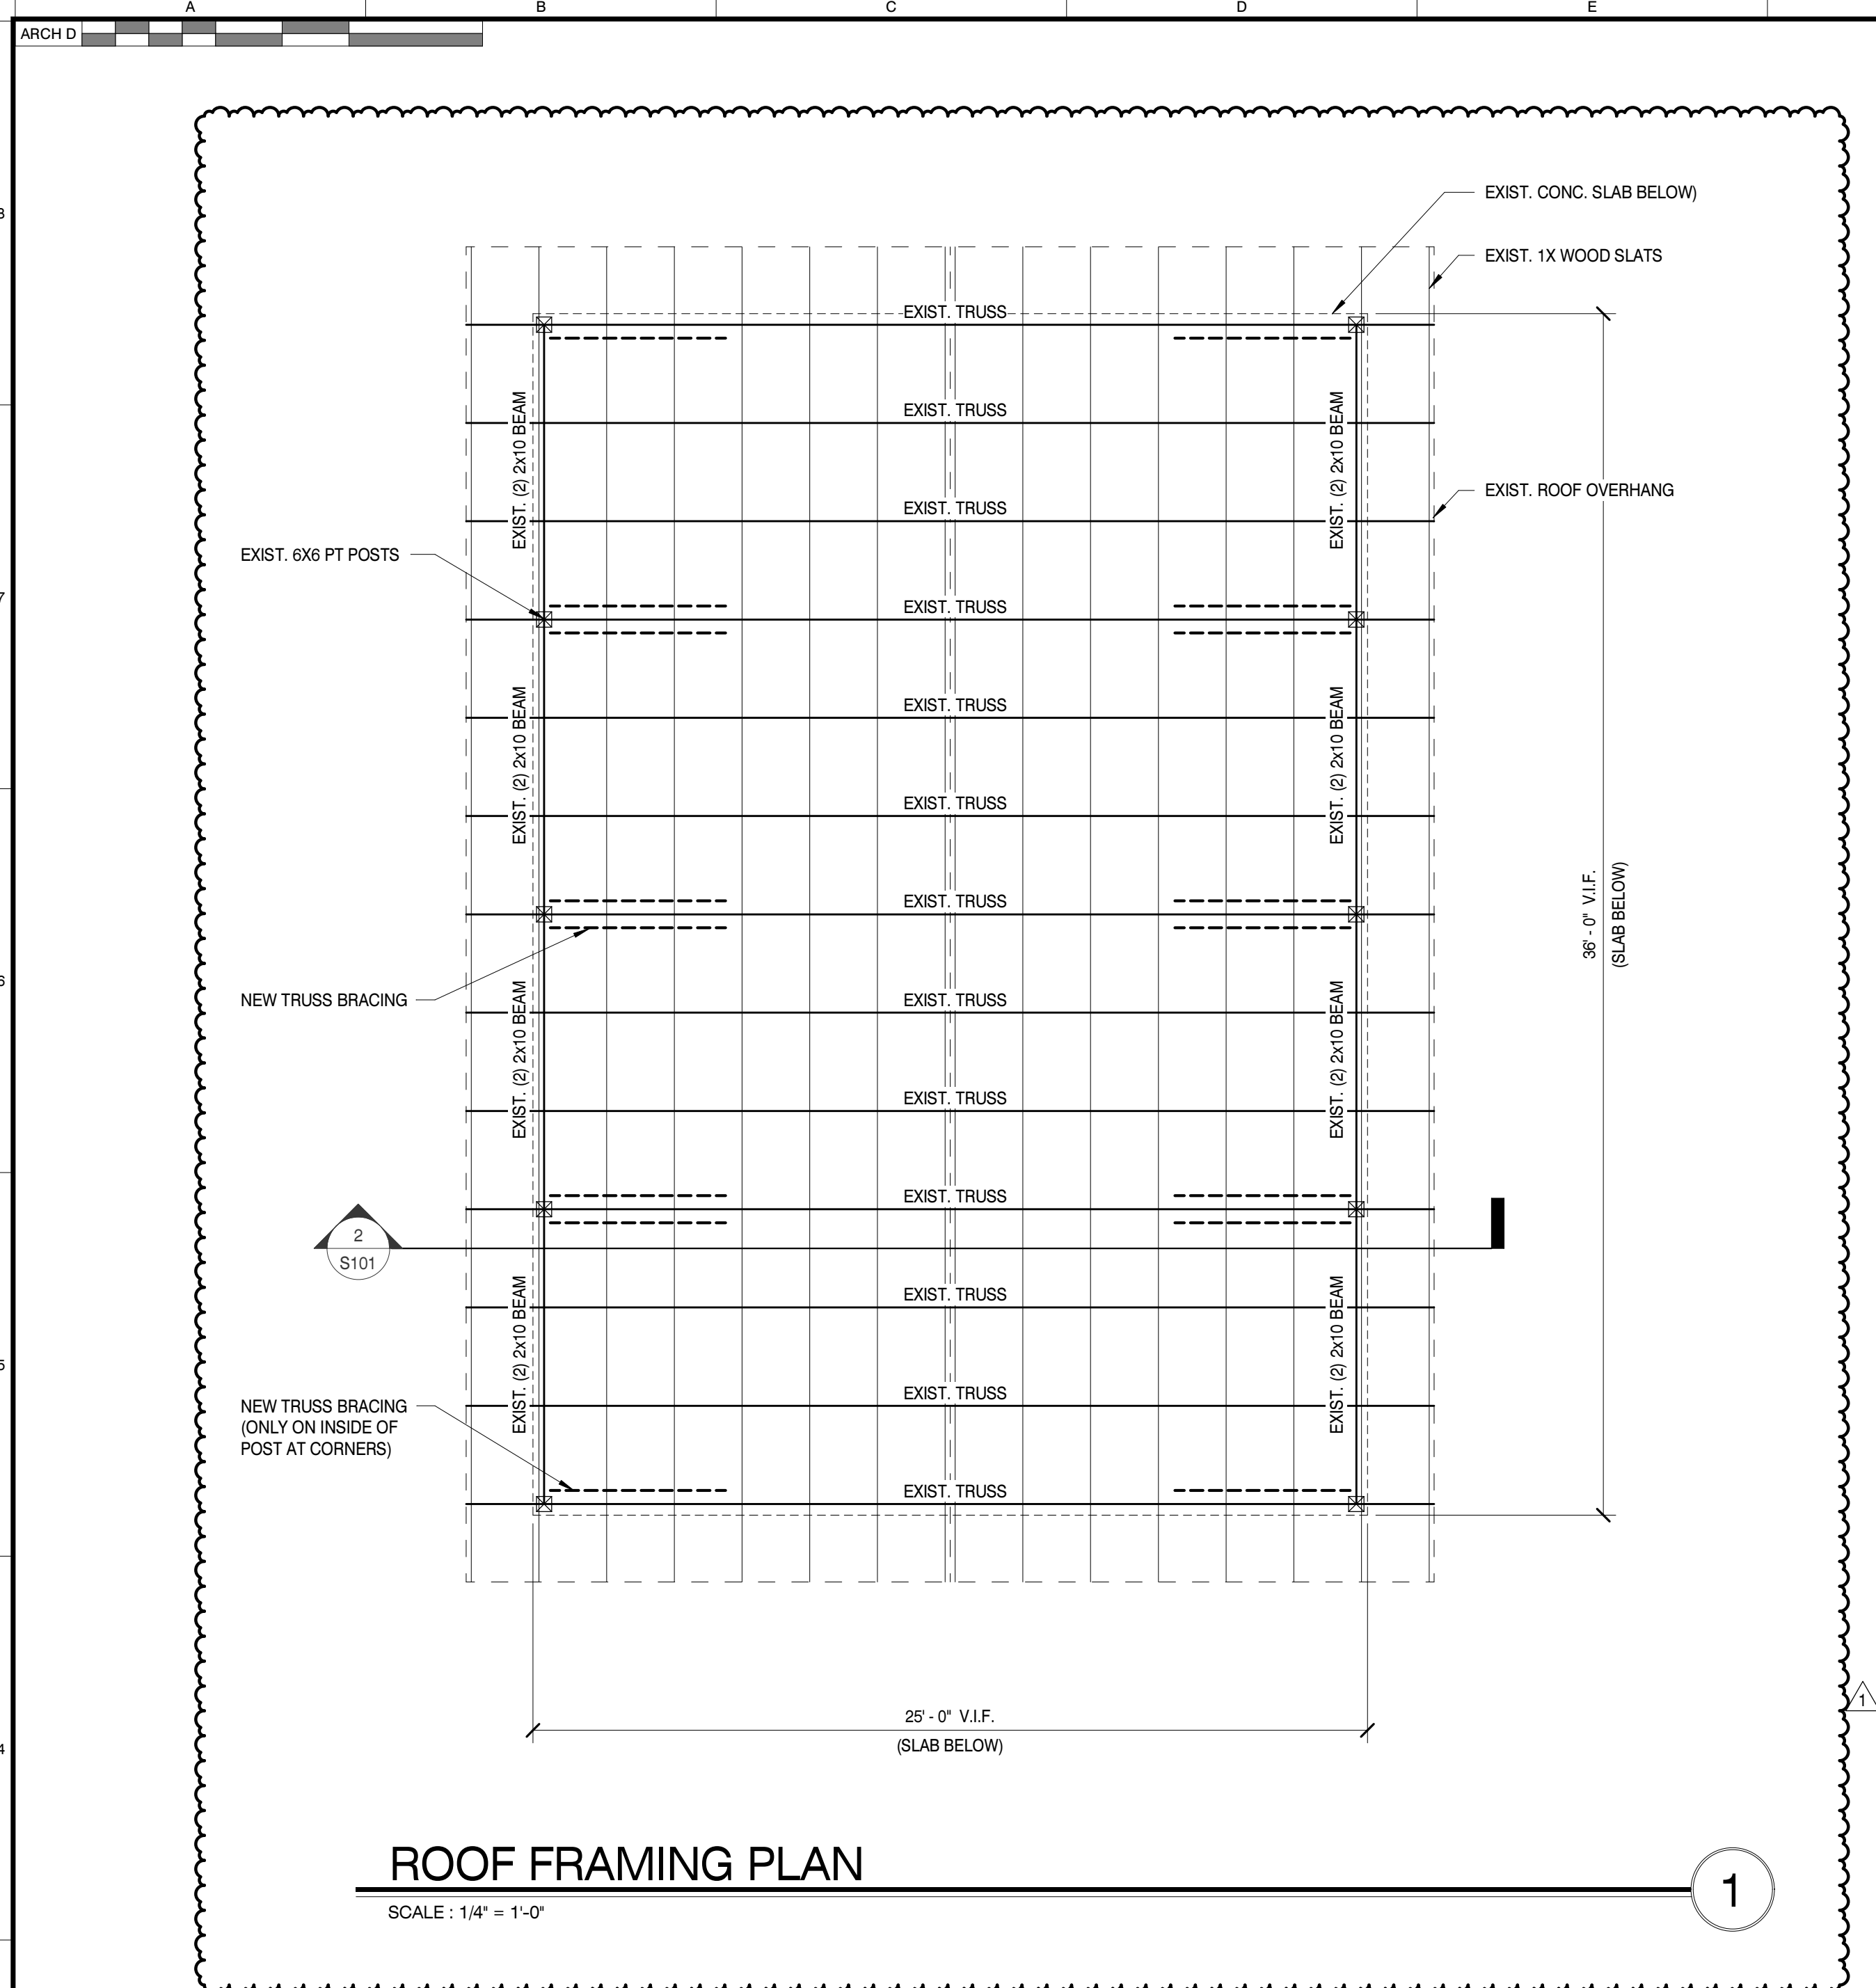 A B C D E
ARCH D
EXIST. CONC. SLAB BELOW)
EXIST. 1X WOOD SLATS
EXIST. TRUSS
EXIST. TRUSS
EXIST. (2) 2x10 BEAM
EXIST. (2) 2x10 BEAM
EXIST. ROOF OVERHANG
EXIST. TRUSS
EXIST. 6X6 PT POSTS
7
EXIST. TRUSS
EXIST. TRUSS
EXIST. (2) 2x10 BEAM
EXIST. (2) 2x10 BEAM
EXIST. TRUSS
EXIST. TRUSS
36' - 0" V.I.F.
(SLAB BELOW)
6
NEW TRUSS BRACING
EXIST. TRUSS
EXIST. (2) 2x10 BEAM
EXIST. (2) 2x10 BEAM
EXIST. TRUSS
EXIST. TRUSS
2
S101
EXIST. TRUSS
EXIST. (2) 2x10 BEAM
EXIST. (2) 2x10 BEAM
5
EXIST. TRUSS
NEW TRUSS BRACING
(ONLY ON INSIDE OF
POST AT CORNERS)
EXIST. TRUSS
1
25' - 0" V.I.F.
(SLAB BELOW)
4
ROOF FRAMING PLAN
1
SCALE : 1/4" = 1'-0"